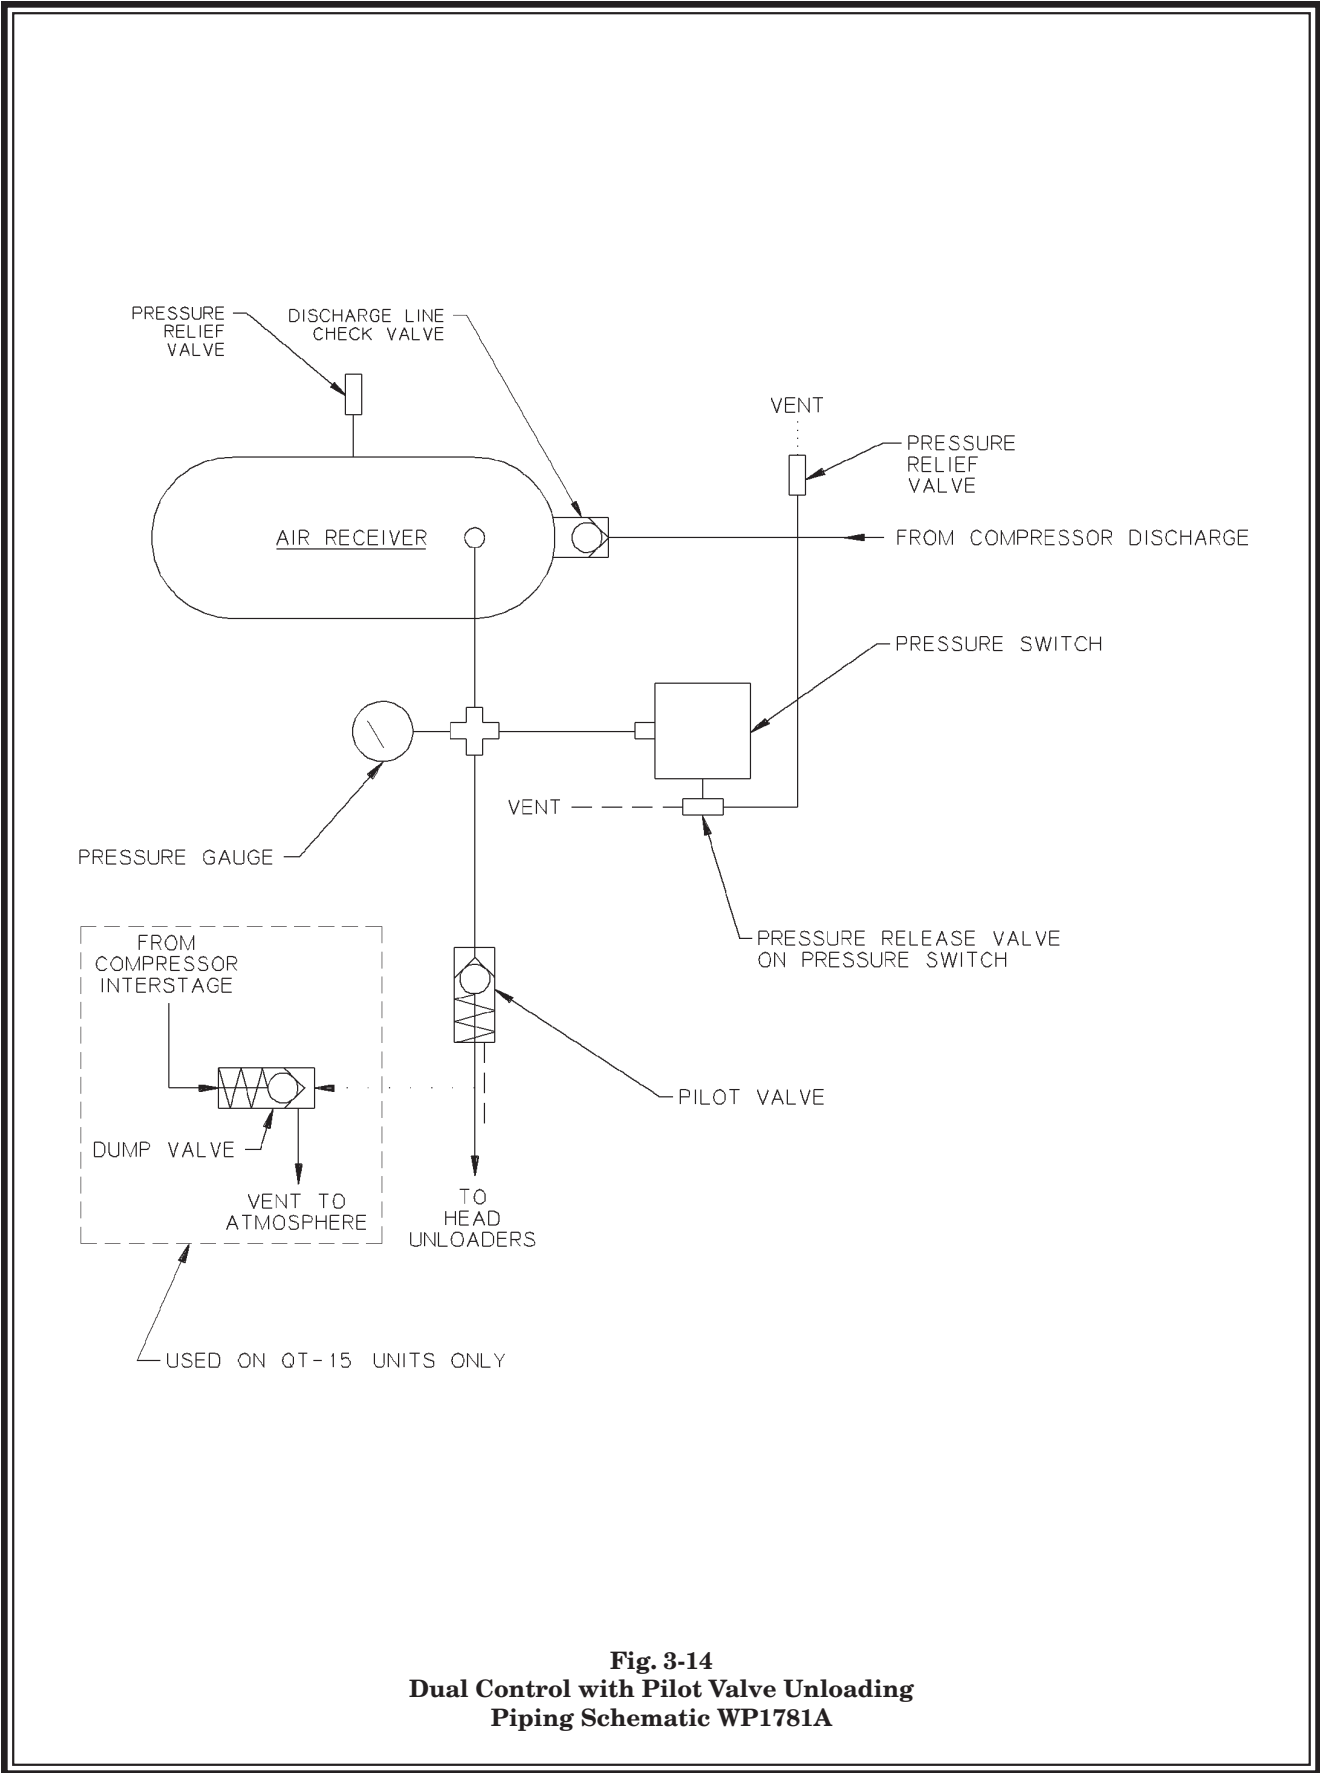 PRESSURE
RELIEF
VALVE
DISCHARGE LINE
CHECK VALVE
VENT
PRESSURE
RELIEF
VALVE
AIR RECEIVER
FROM COMPRESSOR DISCHARGE
PRESSURE SWITCH
VENT
PRESSURE GAUGE
PRESSURE RELEASE VALVE
ON PRESSURE SWITCH
FROM
COMPRESSOR
INTERSTAGE
PILOT VALVE
DUMP VALVE
VENT TO
ATMOSPHERE
TO
HEAD
UNLOADERS
USED ON QT-15 UNITS ONLY
Fig. 3-14
Dual Control with Pilot Valve Unloading
Piping Schematic WP1781A